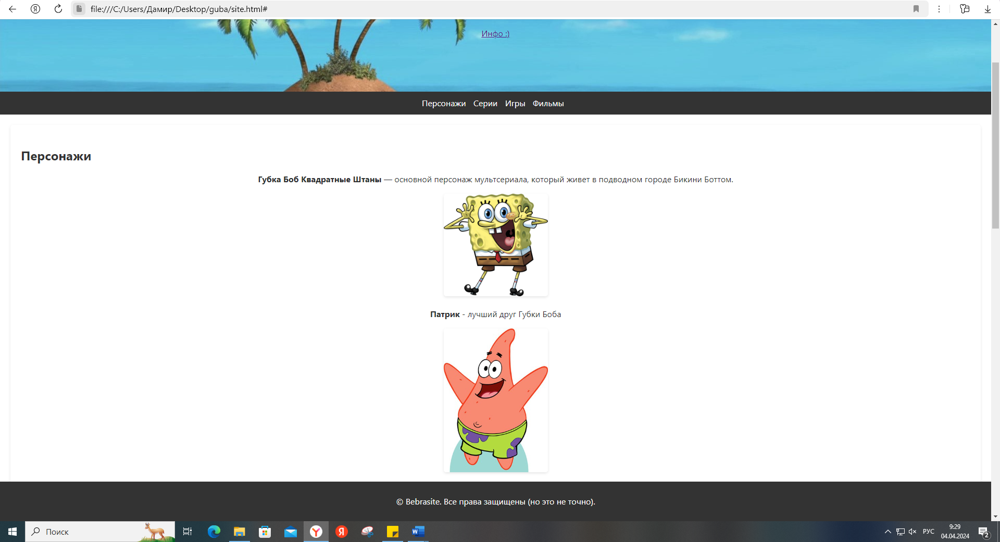 file:///C:/Users/Дамир/Desktop/guba/site.html#
Инфо :)
Персонажи Серии Игры Фильмы
Персонажи
Губка Боб Квадратные Штаны — основной персонаж мультсериала, который живет в подводном городе Бикини Боттом.
Патрик - лучший друг Губки Боба
© Bebrasite. Все права защищены (но это не точно).
Поиск
РУС
9:29
04.04.2024
2